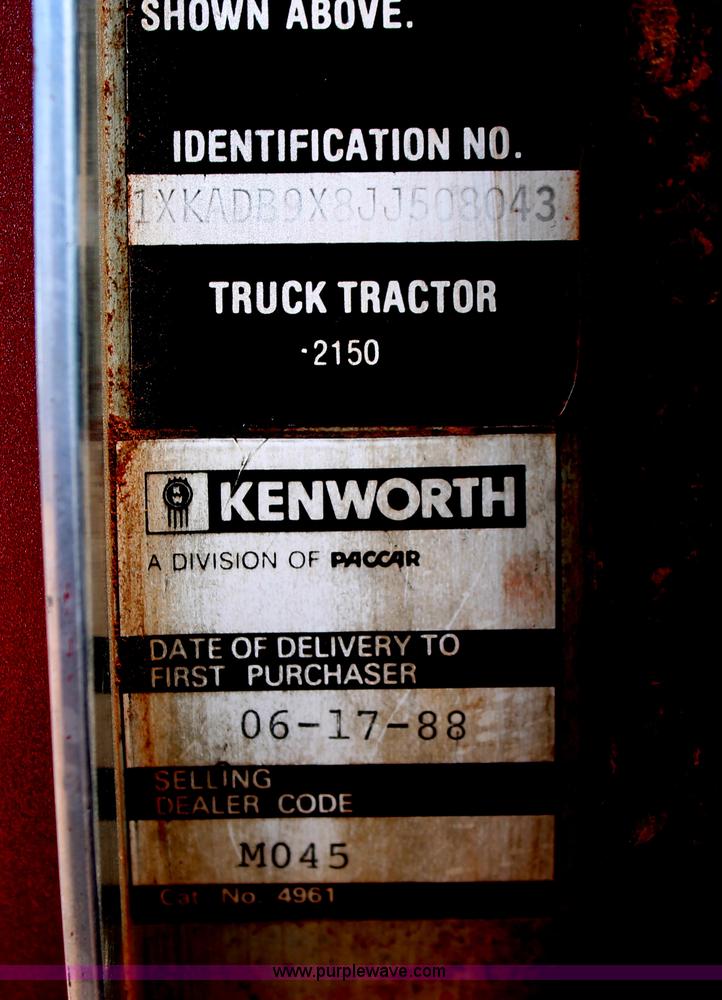 SHOWN ABOVE.
IDENTIFICATION NO.
1XKADB9X8JJ508043
TRUCK TRACTOR
·2150
KW
KENWORTH
A DIVISION OF PACCAR
DATE OF DELIVERY TO
FIRST PURCHASER
06-17-88
SELLING
DEALER CODE
M045
Cat. No. 4961
www.purplewave.com